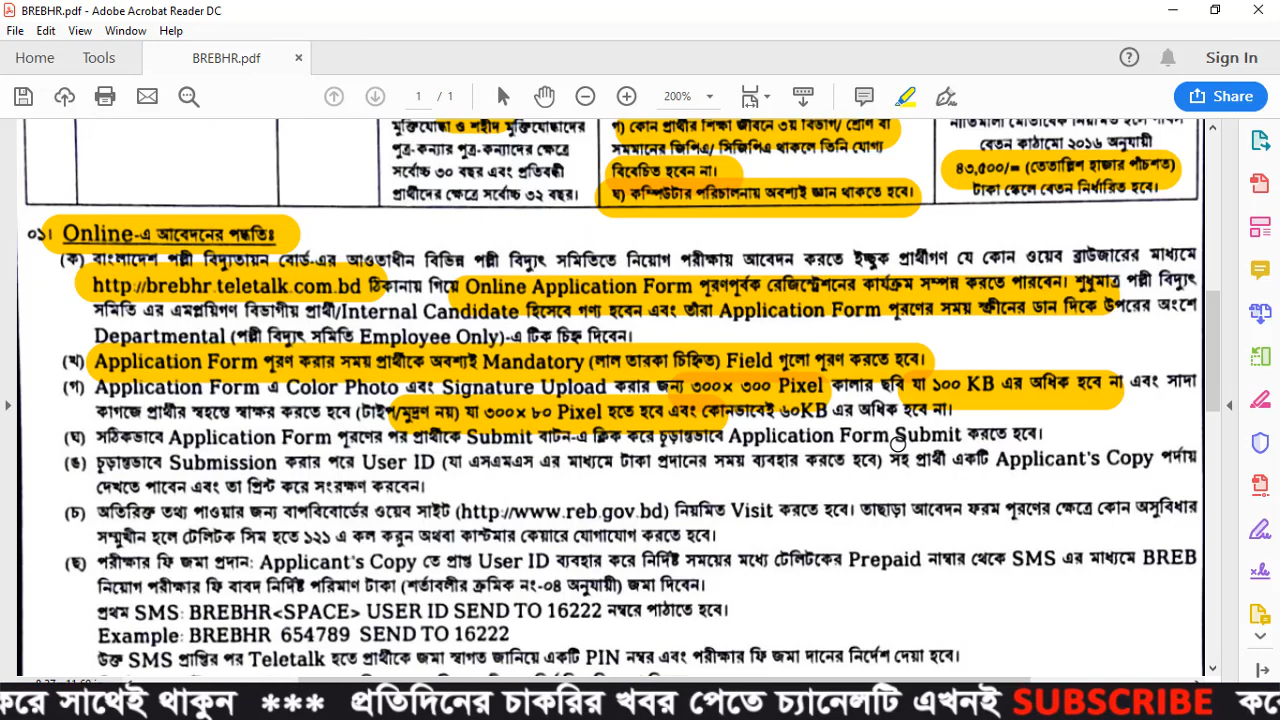 BREBHR.pdf - Adobe Acrobat Reader DC
File Edit View Window Help
Home Tools BREBHR.pdf × Sign In
1 / 1 200% Share
মুক্তিযোদ্ধা ও শহীদ মুক্তিযোদ্ধাদের
পুত্র-কন্যার পুত্র-কন্যাদের ক্ষেত্রে
সর্বোচ্চ ৩০ বছর এবং প্রতিবন্ধী
প্রার্থীদের ক্ষেত্রে সর্বোচ্চ ৩২ বছর।
গ) কোন প্রার্থীর শিক্ষা জীবনে ৩য় বিভাগ/ শ্রেণি বা
সমমানের জিপিএ/ সিজিপিএ থাকলে তিনি যোগ্য
বিবেচিত হবেন না।
ঘ) কম্পিউটার পরিচালনায় অবশ্যই জ্ঞান থাকতে হবে।
বেতন কাঠামো ২০১৬ অনুযায়ী
৪৩,৫০০/= (তেতাল্লিশ হাজার পাঁচশত)
টাকা স্কেলে বেতন নির্ধারিত হবে।
০১। Online-এ আবেদনের পদ্ধতিঃ
(ক) বাংলাদেশ পল্লী বিদ্যুতায়ন বোর্ড-এর আওতাধীন বিভিন্ন পল্লী বিদ্যুৎ সমিতিতে নিয়োগ পরীক্ষায় আবেদন করতে ইচ্ছুক প্রার্থীগণ যে কোন ওয়েব ব্রাউজারের মাধ্যমে
http://brebhr.teletalk.com.bd ঠিকানায় গিয়ে Online Application Form পূরণপূর্বক রেজিস্ট্রেশনের কার্যক্রম সম্পন্ন করতে পারবেন। শুধুমাত্র পল্লী বিদ্যুৎ
সমিতি এর এমপ্লয়িগণ বিভাগীয় প্রার্থী/Internal Candidate হিসেবে গণ্য হবেন এবং তাঁরা Application Form পূরণের সময় স্ক্রীনের ডান দিকে উপরের অংশে
Departmental (পল্লী বিদ্যুৎ সমিতি Employee Only)-এ টিক চিহ্ন দিবেন।
(খ) Application Form পূরণ করার সময় প্রার্থীকে অবশ্যই Mandatory (লাল তারকা চিহ্নিত) Field গুলো পূরণ করতে হবে।
(গ) Application Form এ Color Photo এবং Signature Upload করার জন্য ৩০০× ৩০০ Pixel কালার ছবি যা ১০০ KB এর অধিক হবে না এবং সাদা
কাগজে প্রার্থীর স্বহস্তে স্বাক্ষর করতে হবে (টাইপ/মুদ্রণ নয়) যা ৩০০× ৮০ Pixel হতে হবে এবং কোনভাবেই ৬০KB এর অধিক হবে না।
(ঘ) সঠিকভাবে Application Form পূরণের পর প্রার্থীকে Submit বাটন-এ ক্লিক করে চূড়ান্তভাবে Application Form Submit করতে হবে।
(ঙ) চূড়ান্তভাবে Submission করার পরে User ID (যা এসএমএস এর মাধ্যমে টাকা প্রদানের সময় ব্যবহার করতে হবে) সহ প্রার্থী একটি Applicant's Copy পর্দায়
দেখতে পাবেন এবং তা প্রিন্ট করে সংরক্ষণ করবেন।
(চ) অতিরিক্ত তথ্য পাওয়ার জন্য বাপবিবোর্ডের ওয়েব সাইট (http://www.reb.gov.bd) নিয়মিত Visit করতে হবে। তাছাড়া আবেদন ফরম পূরণের ক্ষেত্রে কোন অসুবিধার
সম্মুখীন হলে টেলিটক সিম হতে ১২১ এ কল করুন অথবা কাস্টমার কেয়ারে যোগাযোগ করতে হবে।
(ছ) পরীক্ষার ফি জমা প্রদান: Applicant's Copy তে প্রাপ্ত User ID ব্যবহার করে নির্দিষ্ট সময়ের মধ্যে টেলিটকের Prepaid নাম্বার থেকে SMS এর মাধ্যমে BREB
নিয়োগ পরীক্ষার ফি বাবদ নির্দিষ্ট পরিমাণ টাকা (শর্তাবলীর ক্রমিক নং-০৪ অনুযায়ী) জমা দিবেন।
প্রথম SMS: BREBHR<SPACE> USER ID SEND TO 16222 নম্বরে পাঠাতে হবে।
Example: BREBHR 654789 SEND TO 16222
উক্ত SMS প্রাপ্তির পর Teletalk হতে প্রার্থীকে জমা স্বাগত জানিয়ে একটি PIN নম্বর এবং পরীক্ষার ফি জমা দানের নির্দেশ দেয়া হবে।
করে সাথেই থাকুন *** প্রতিদিনের চাকরির খবর পেতে চ্যানেলটি এখনই SUBSCRIBE করে